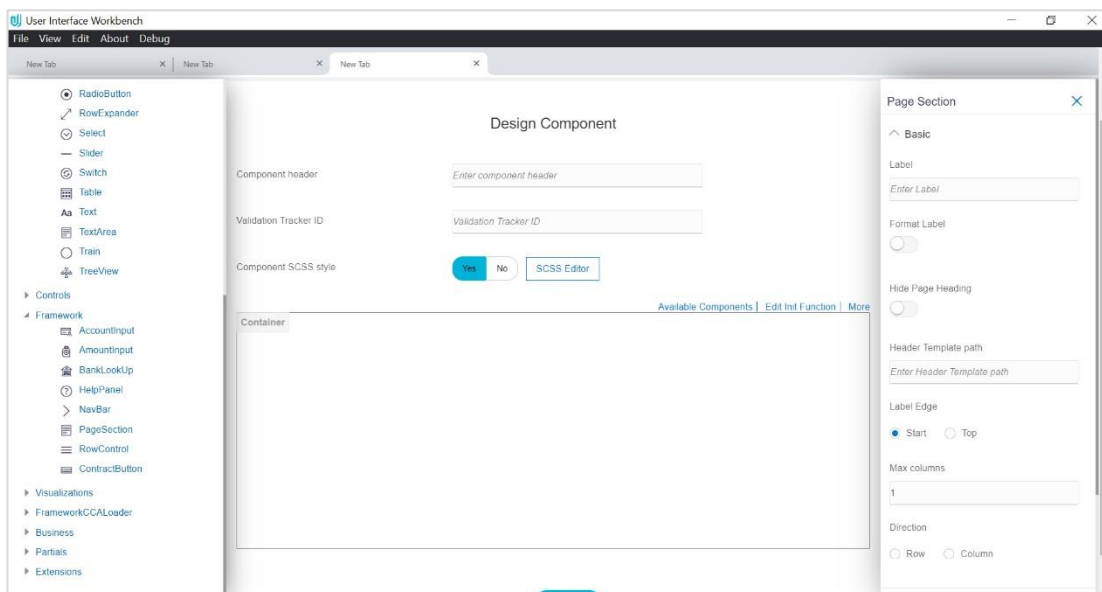 User Interface Workbench
File View Edit About Debug
New Tab
New Tab
New Tab
RadioButton
RowExpander
Select
Slider
Switch
Table
Aa Text
TextArea
Train
TreeView
Controls
Framework
AccountInput
AmountInput
BankLookUp
HelpPanel
NavBar
PageSection
RowControl
ContractButton
Visualizations
FrameworkCCALoader
Business
Partials
Extensions
Design Component
Component header
Enter component header
Validation Tracker ID
Validation Tracker ID
Component SCSS style
Yes No SCSS Editor
Available Components | Edit Init Function | More
Container
Page Section
Basic
Label
Enter Label
Format Label
Hide Page Heading
Header Template path
Enter Header Template path
Label Edge
Start Top
Max columns
1
Direction
Row Column